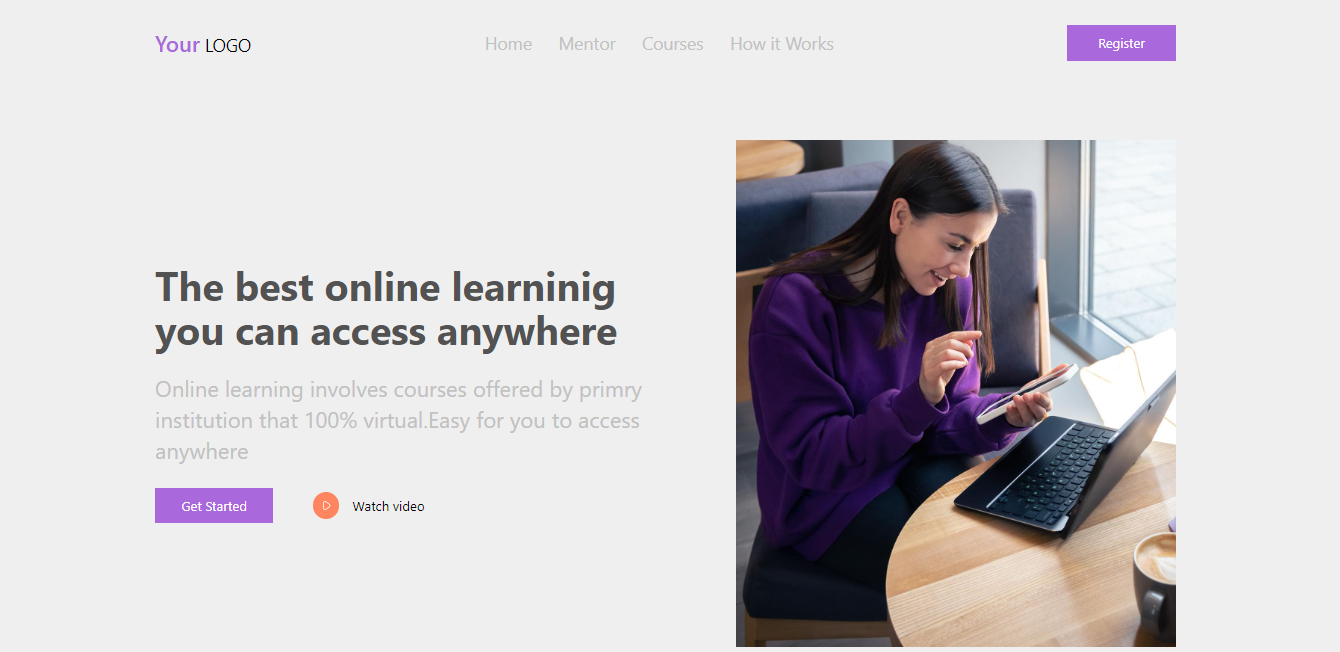 Your LOGO
Home Mentor Courses How it Works
Register
The best online learninig
you can access anywhere
Online learning involves courses offered by primry
institution that 100% virtual.Easy for you to access
anywhere
Get Started
Watch video